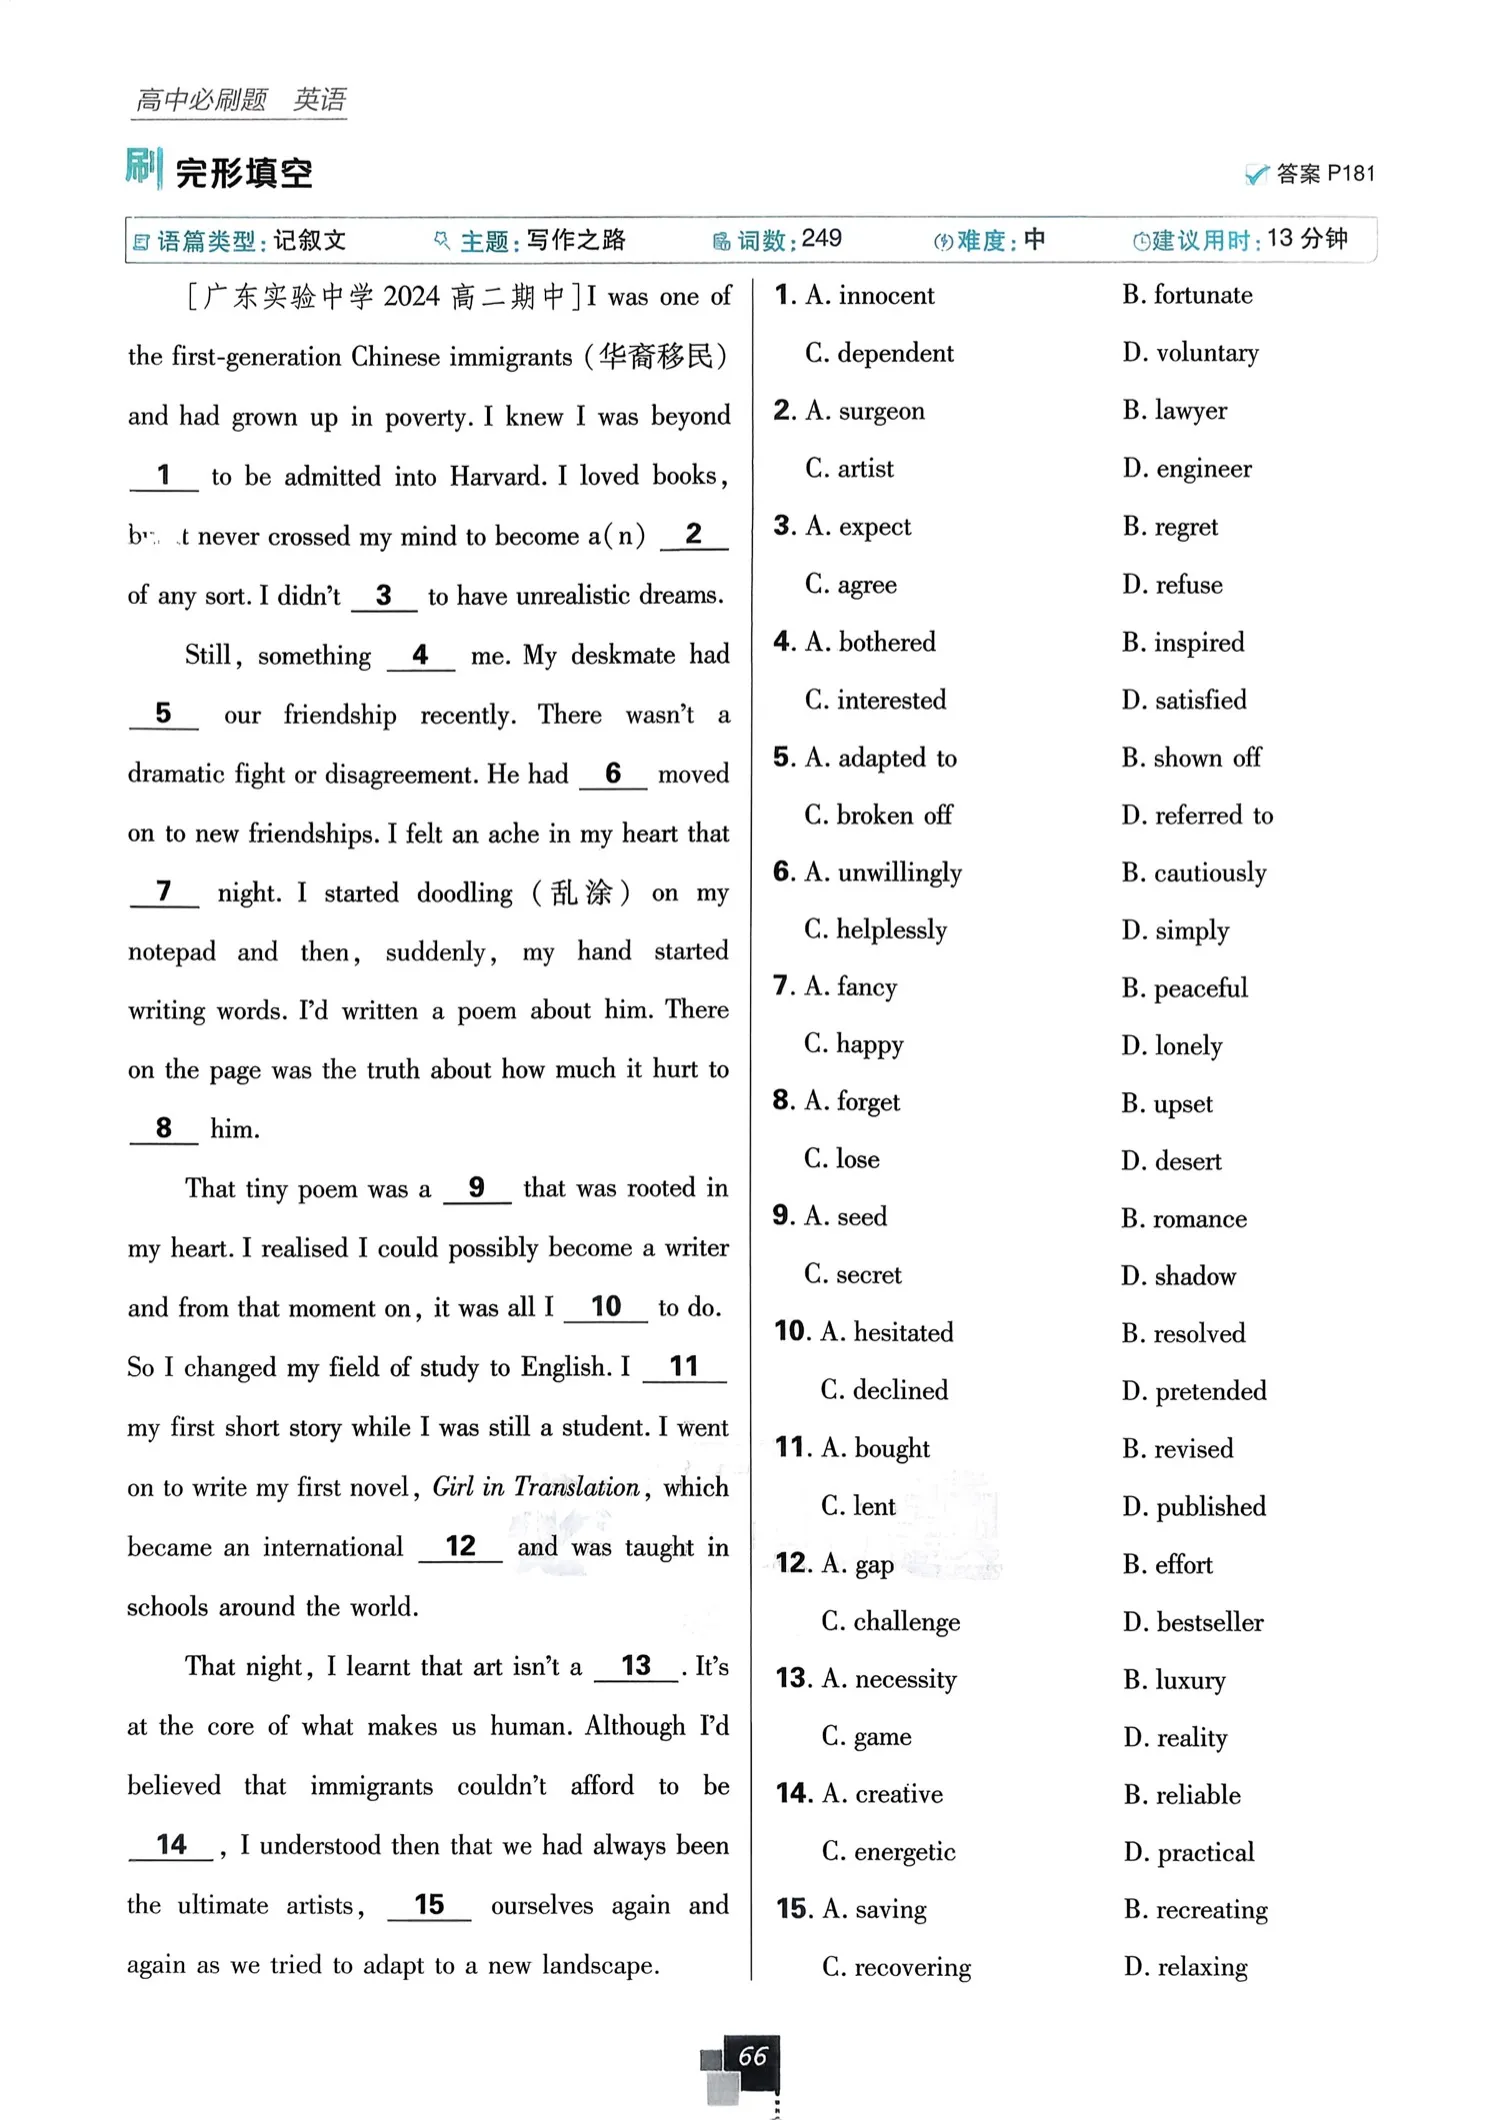 高中必刷题 英语
刷 完形填空
答案 P181
语篇类型：记叙文 主题：写作之路 词数：249 难度：中 建议用时：13 分钟
[广东实验中学 2024 高二期中] I was one of
the first-generation Chinese immigrants (华裔移民)
and had grown up in poverty. I knew I was beyond
1 to be admitted into Harvard. I loved books,
t never crossed my mind to become a(n) 2
of any sort. I didn't 3 to have unrealistic dreams.
Still, something 4 me. My deskmate had
5 our friendship recently. There wasn't a
dramatic fight or disagreement. He had 6 moved
on to new friendships. I felt an ache in my heart that
7 night. I started doodling (乱涂) on my
notepad and then, suddenly, my hand started
writing words. I'd written a poem about him. There
on the page was the truth about how much it hurt to
8 him.
That tiny poem was a 9 that was rooted in
my heart. I realised I could possibly become a writer
and from that moment on, it was all I 10 to do.
So I changed my field of study to English. I 11
my first short story while I was still a student. I went
on to write my first novel, Girl in Translation, which
became an international 12 and was taught in
schools around the world.
That night, I learnt that art isn't a 13. It's
at the core of what makes us human. Although I'd
believed that immigrants couldn't afford to be
14, I understood then that we had always been
the ultimate artists, 15 ourselves again and
again as we tried to adapt to a new landscape.
1. A. innocent B. fortunate
C. dependent D. voluntary
2. A. surgeon B. lawyer
C. artist D. engineer
3. A. expect B. regret
C. agree D. refuse
4. A. bothered B. inspired
C. interested D. satisfied
5. A. adapted to B. shown off
C. broken off D. referred to
6. A. unwillingly B. cautiously
C. helplessly D. simply
7. A. fancy B. peaceful
C. happy D. lonely
8. A. forget B. upset
C. lose D. desert
9. A. seed B. romance
C. secret D. shadow
10. A. hesitated B. resolved
C. declined D. pretended
11. A. bought B. revised
C. lent D. published
12. A. gap B. effort
C. challenge D. bestseller
13. A. necessity B. luxury
C. game D. reality
14. A. creative B. reliable
C. energetic D. practical
15. A. saving B. recreating
C. recovering D. relaxing
66